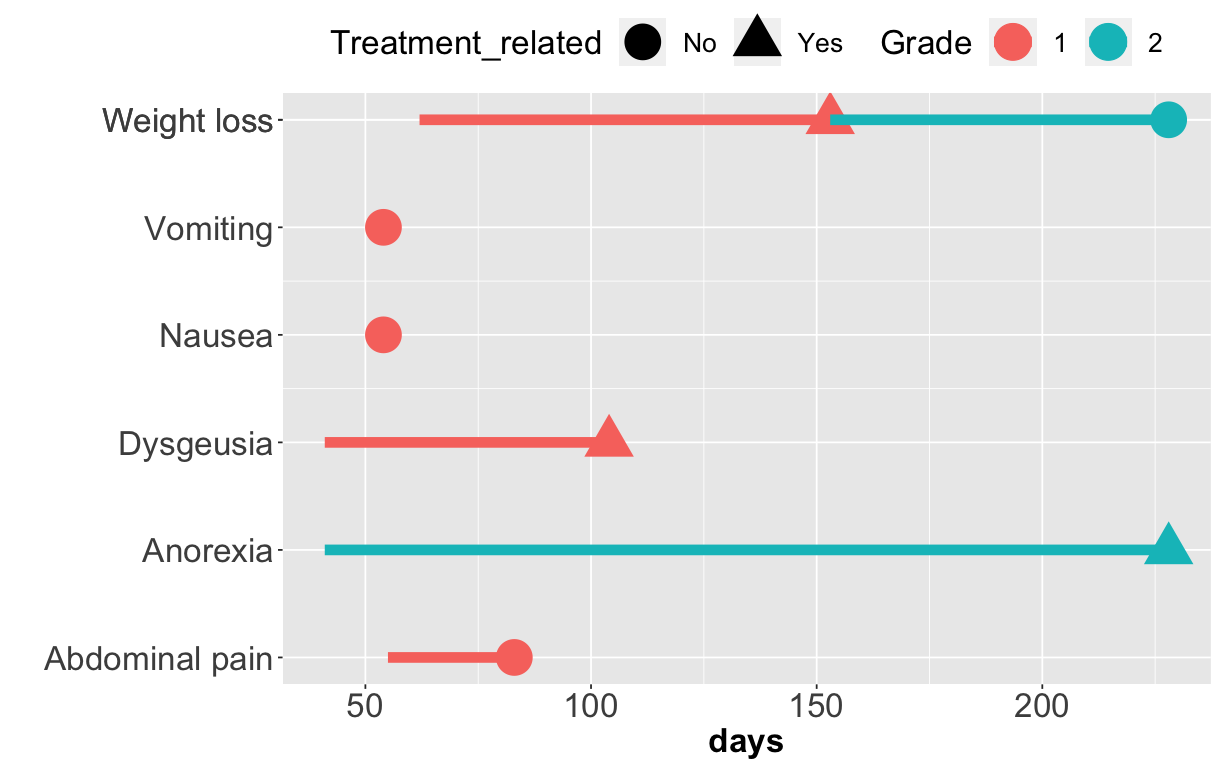 Treatment_related No Yes Grade 1 2
Weight loss
Vomiting
Nausea
Dysgeusia
Anorexia
Abdominal pain
50 100 150 200
days